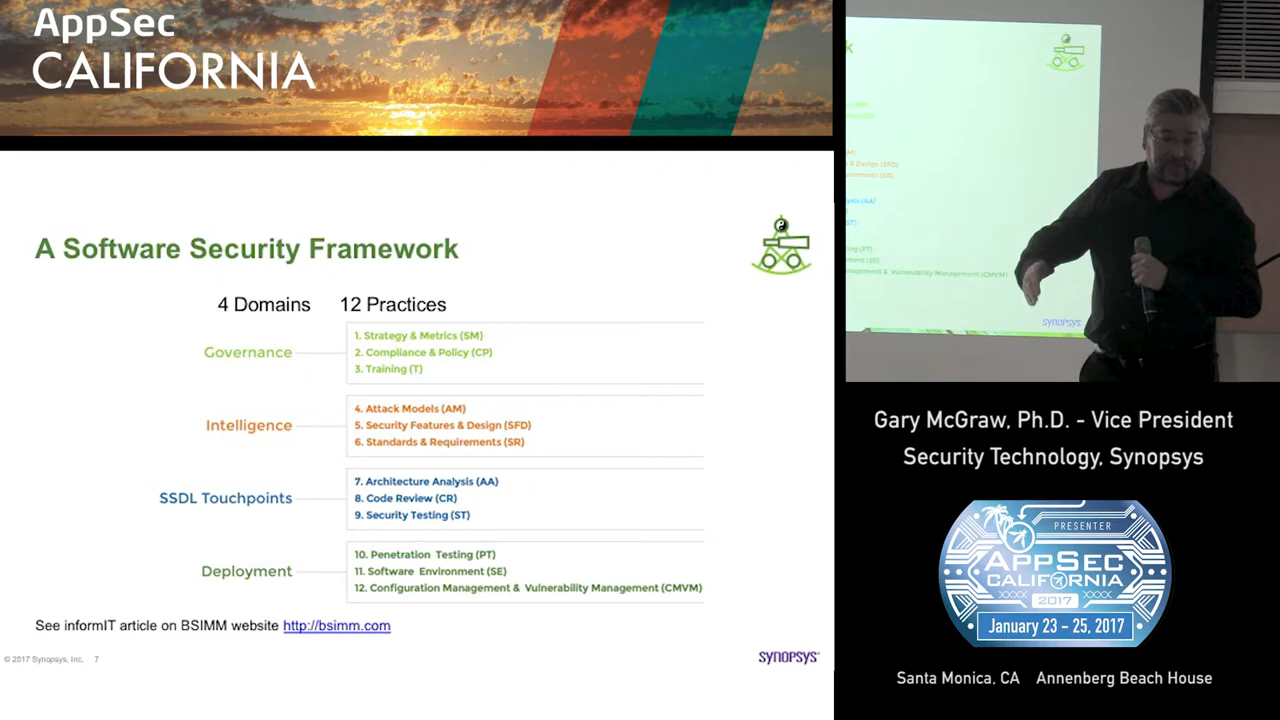 AppSec
CALIFORNIA
A Software Security Framework
4 Domains 12 Practices
Governance
1. Strategy & Metrics (SM)
2. Compliance & Policy (CP)
3. Training (T)
Intelligence
4. Attack Models (AM)
5. Security Features & Design (SFD)
6. Standards & Requirements (SR)
SSDL Touchpoints
7. Architecture Analysis (AA)
8. Code Review (CR)
9. Security Testing (ST)
Deployment
10. Penetration Testing (PT)
11. Software Environment (SE)
12. Configuration Management & Vulnerability Management (CMVM)
See informIT article on BSIMM website http://bsimm.com
© 2017 Synopsys, Inc. 7
SYNOPSYS®
& Vulnerability Management (CMVM)
SYNOPSYS
Gary McGraw, Ph.D. - Vice President
Security Technology, Synopsys
PRESENTER
APPSEC
CALIFORNIA
2017
January 23 - 25, 2017
Santa Monica, CA Annenberg Beach House